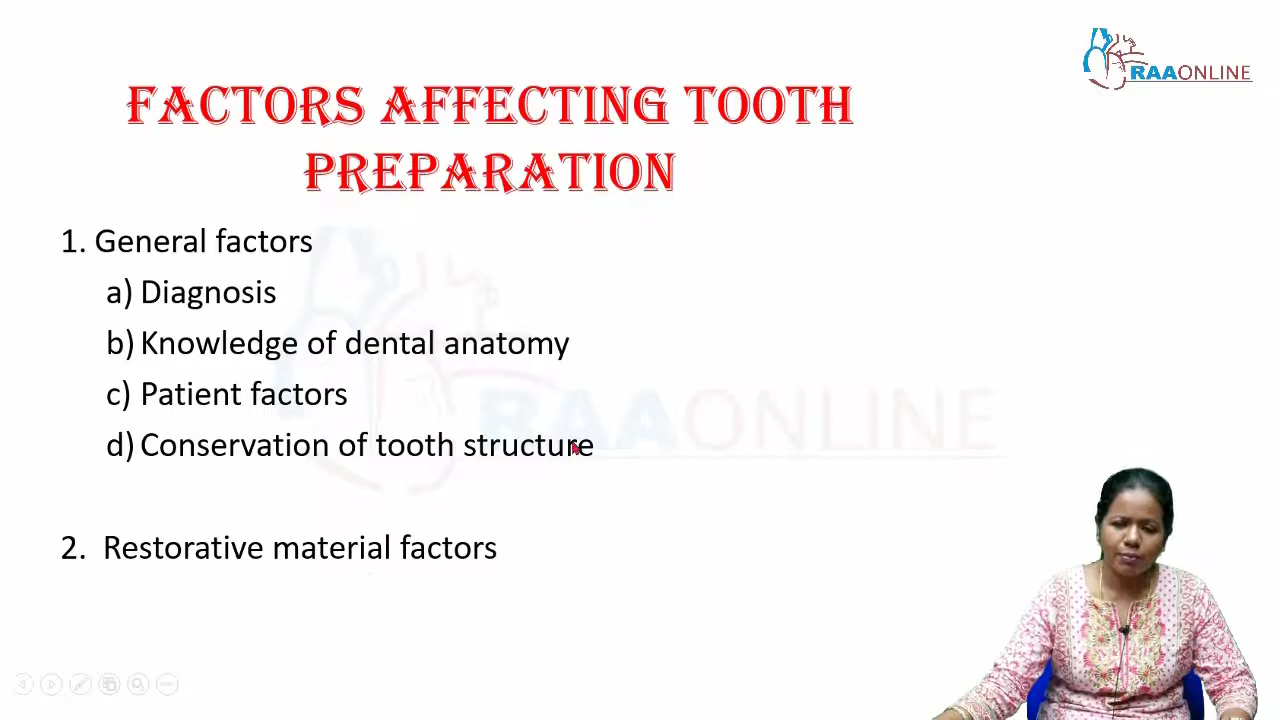 RAAONLINE
FACTORS AFFECTING TOOTH
PREPARATION
1. General factors
a) Diagnosis
b) Knowledge of dental anatomy
c) Patient factors
d) Conservation of tooth structure
RAAONLINE
2. Restorative material factors